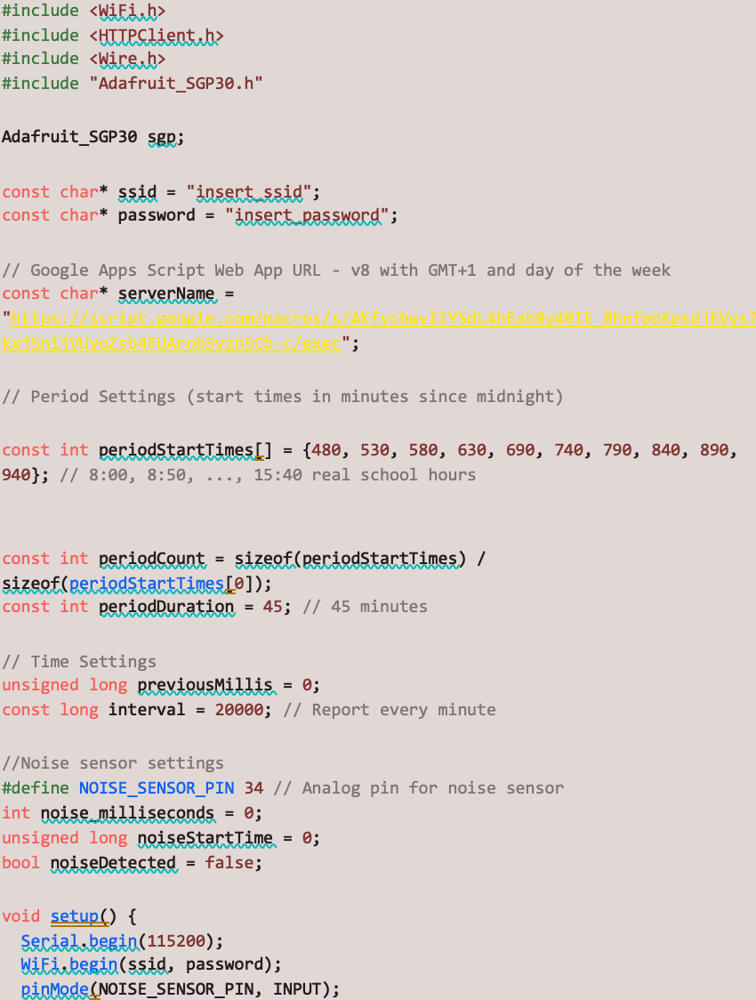 #include <WiFi.h>
#include <HTTPClient.h>
#include <Wire.h>
#include "Adafruit_SGP30.h"
Adafruit_SGP30 sgp;
const char* ssid = "insert_ssid";
const char* password = "insert_password";
// Google Apps Script Web App URL - v8 with GMT+1 and day of the week
const char* serverName =
"https://script.google.com/macros/s/AKfycbwvIlYSdL4hEab8y40IE_8hnfpoKpsdjEVys7
kxjSnijVUyoZsb4FUAroh5vzn5Cb-c/exec";
// Period Settings (start times in minutes since midnight)
const int periodStartTimes[] = {480, 530, 580, 630, 690, 740, 790, 840, 890,
940}; // 8:00, 8:50, ..., 15:40 real school hours
const int periodCount = sizeof(periodStartTimes) /
sizeof(periodStartTimes[0]);
const int periodDuration = 45; // 45 minutes
// Time Settings
unsigned long previousMillis = 0;
const long interval = 20000; // Report every minute
//Noise sensor settings
#define NOISE_SENSOR_PIN 34 // Analog pin for noise sensor
int noise_milliseconds = 0;
unsigned long noiseStartTime = 0;
bool noiseDetected = false;
void setup() {
Serial.begin(115200);
WiFi.begin(ssid, password);
pinMode(NOISE_SENSOR_PIN, INPUT);